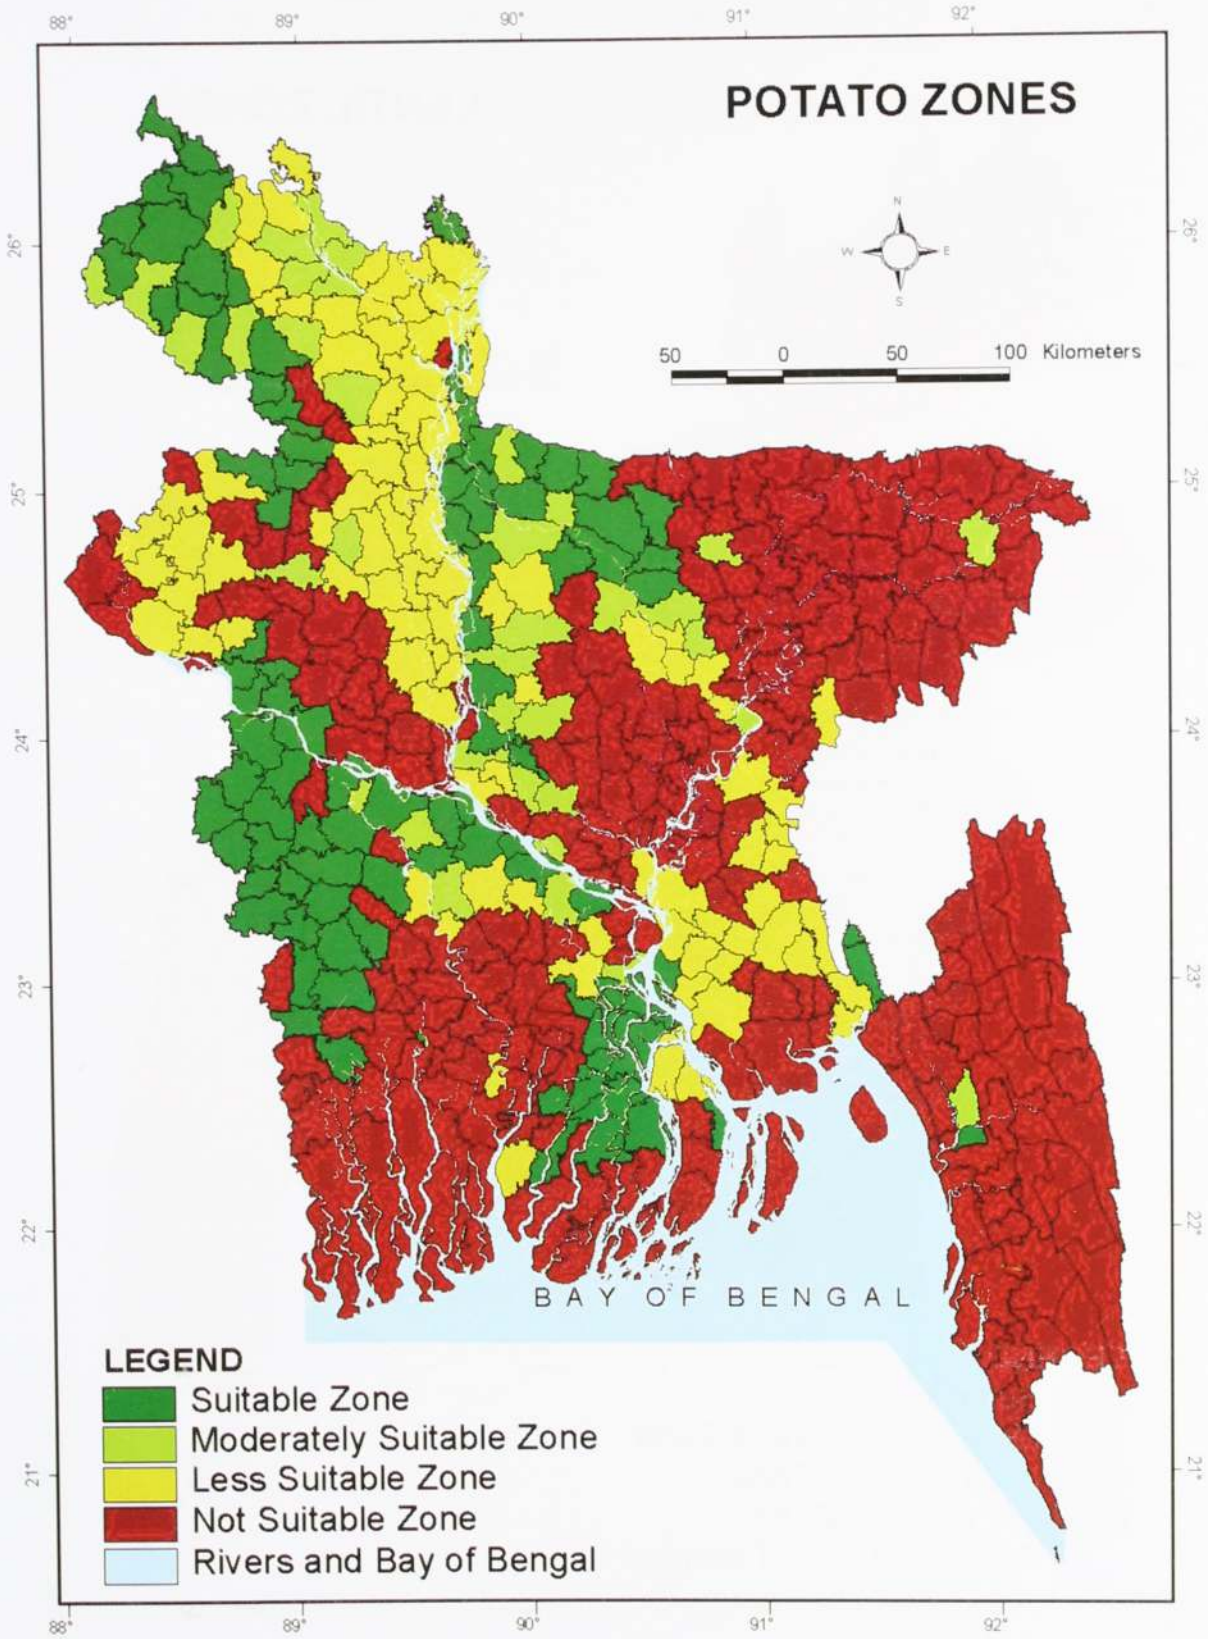 88° 89° 90° 91° 92°
POTATO ZONES
N
W E
S
26° 26°
50 0 50 100 Kilometers
25° 25°
24° 24°
23° 23°
22° 22°
BAY OF BENGAL
LEGEND
Suitable Zone
Moderately Suitable Zone
Less Suitable Zone
Not Suitable Zone
Rivers and Bay of Bengal
21° 21°
88° 89° 90° 91° 92°